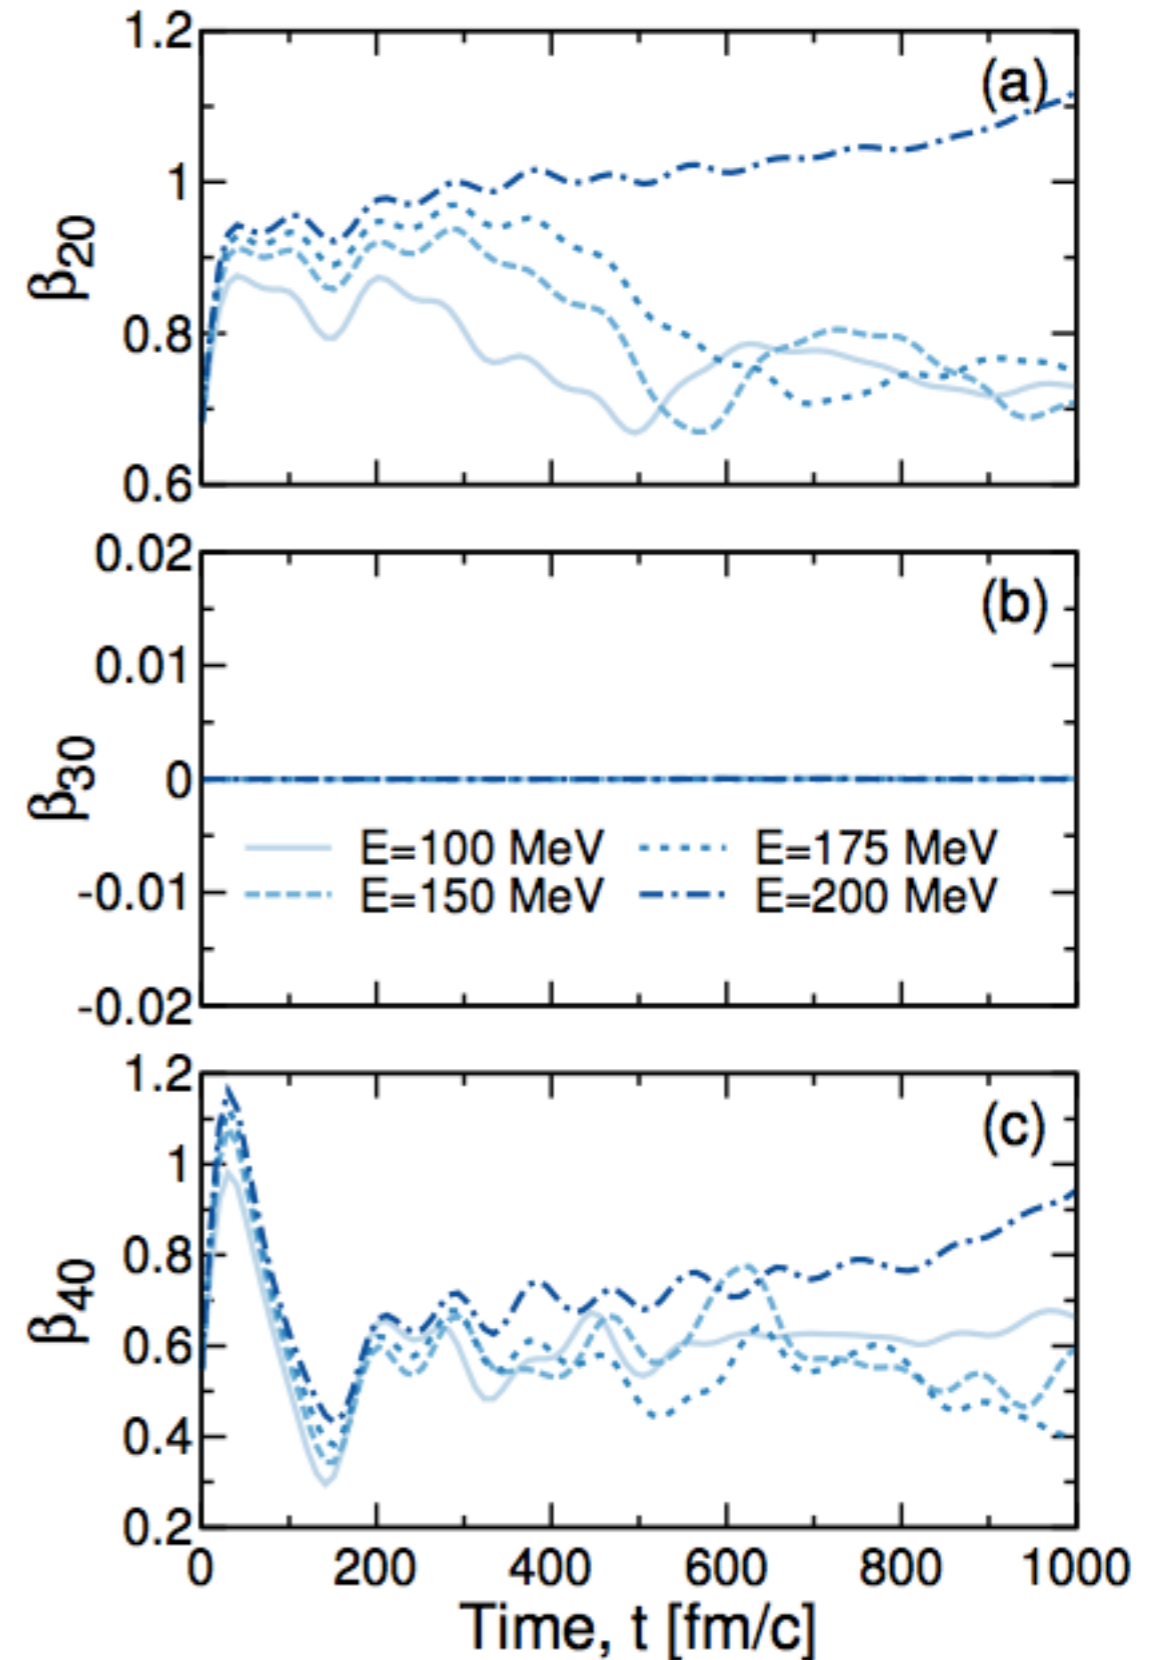 1.2
(a)
1
β20
0.8
0.6
0.02
(b)
0.01
β30
0
E=100 MeV E=175 MeV
E=150 MeV E=200 MeV
-0.01
-0.02
1.2
(c)
1
0.8
β40
0.6
0.4
0.2
0 200 400 600 800 1000
Time, t [fm/c]